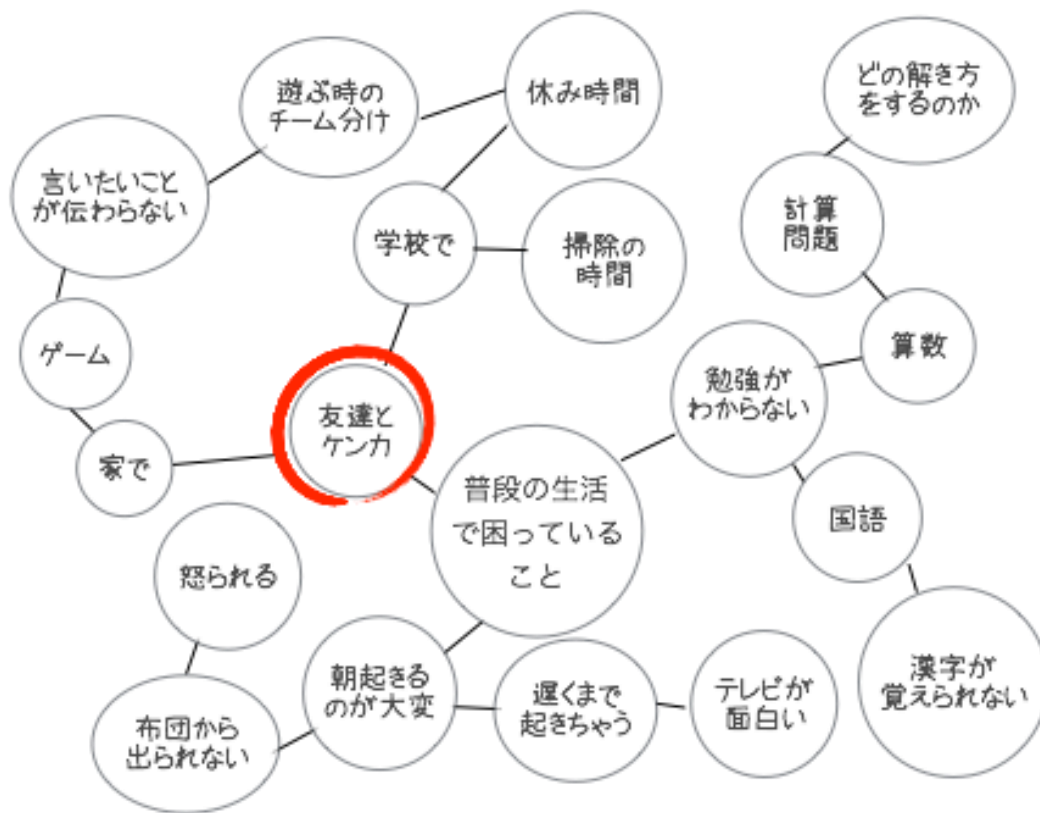 遊ぶ時の
チーム分け
休み時間
どの解き方
をするのか
言いたいこと
が伝わらない
学校で
掃除の
時間
計算
問題
ゲーム
算数
勉強が
わからない
友達と
ケンカ
家で
普段の生活
で困っている
こと
国語
怒られる
朝起きる
のが大変
遅くまで
起きちゃう
テレビが
面白い
漢字が
覚えられない
布団から
出られない